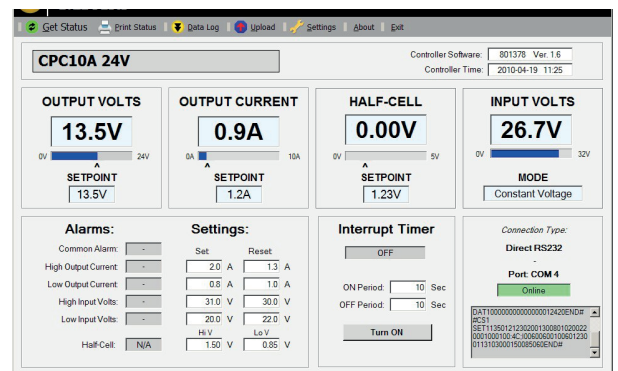 Get Status Print Status Data Log Upload Settings About Exit
CPC10A 24V
Controller Software: 801378 Ver. 1.6
Controller Time: 2010-04-19 11:25
OUTPUT VOLTS
13.5V
0V 24V
SETPOINT
13.5V
OUTPUT CURRENT
0.9A
0A 10A
SETPOINT
1.2A
HALF-CELL
0.00V
0V 5V
SETPOINT
1.23V
INPUT VOLTS
26.7V
0V 32V
MODE
Constant Voltage
Alarms: Settings:
Set Reset
Common Alarm: -
High Output Current: - 2.0 A 1.3 A
Low Output Current: - 0.8 A 1.0 A
High Input Volts: - 31.0 V 30.0 V
Low Input Volts: - 20.0 V 22.0 V
Hi V Lo V
Half-Cell: N/A 1.50 V 0.85 V
Interrupt Timer
OFF
ON Period: 10 Sec
OFF Period: 10 Sec
Turn ON
Connection Type:
Direct RS232
-
Port: COM 4
Online
#CS1